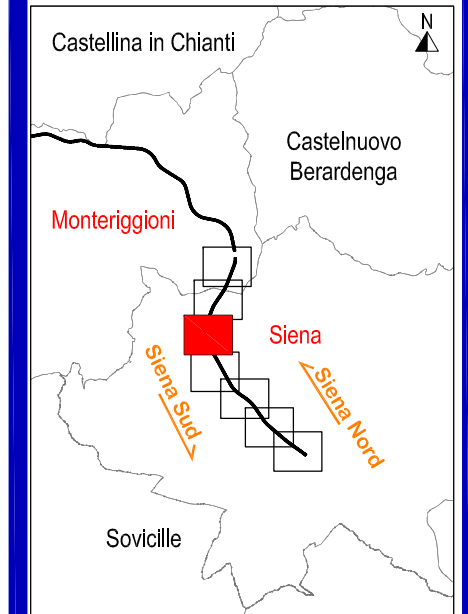 N
Castellina in Chianti
Castelnuovo
Berardenga
Monteriggioni
Siena
Siena Sud
Siena Nord
Sovicille